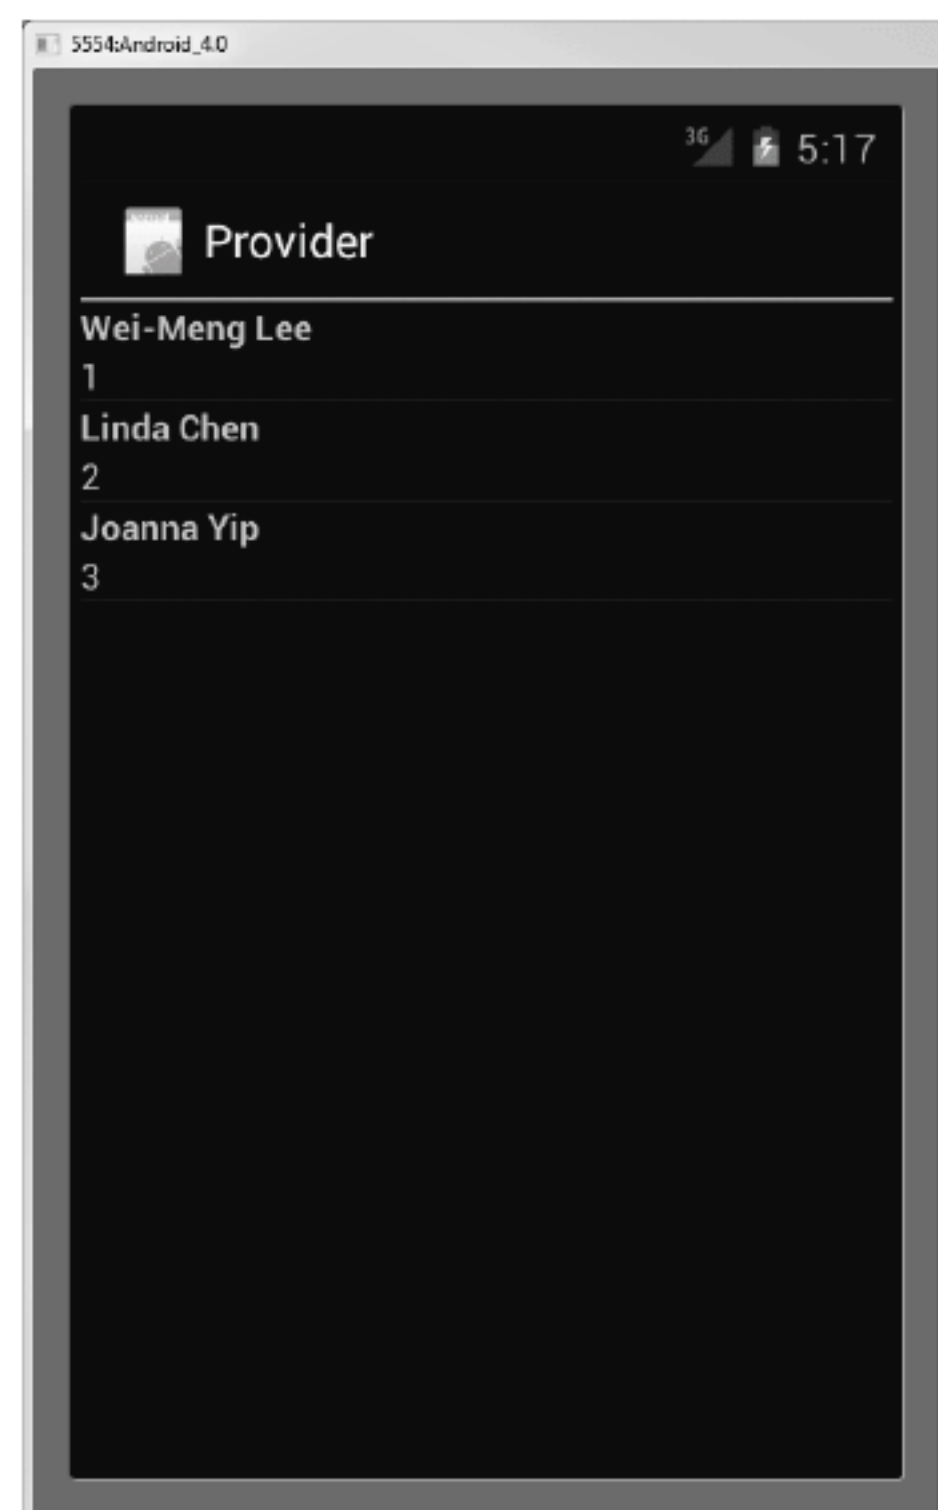 5554:Android_4.0
3G 5:17
Provider
Wei-Meng Lee
1
Linda Chen
2
Joanna Yip
3